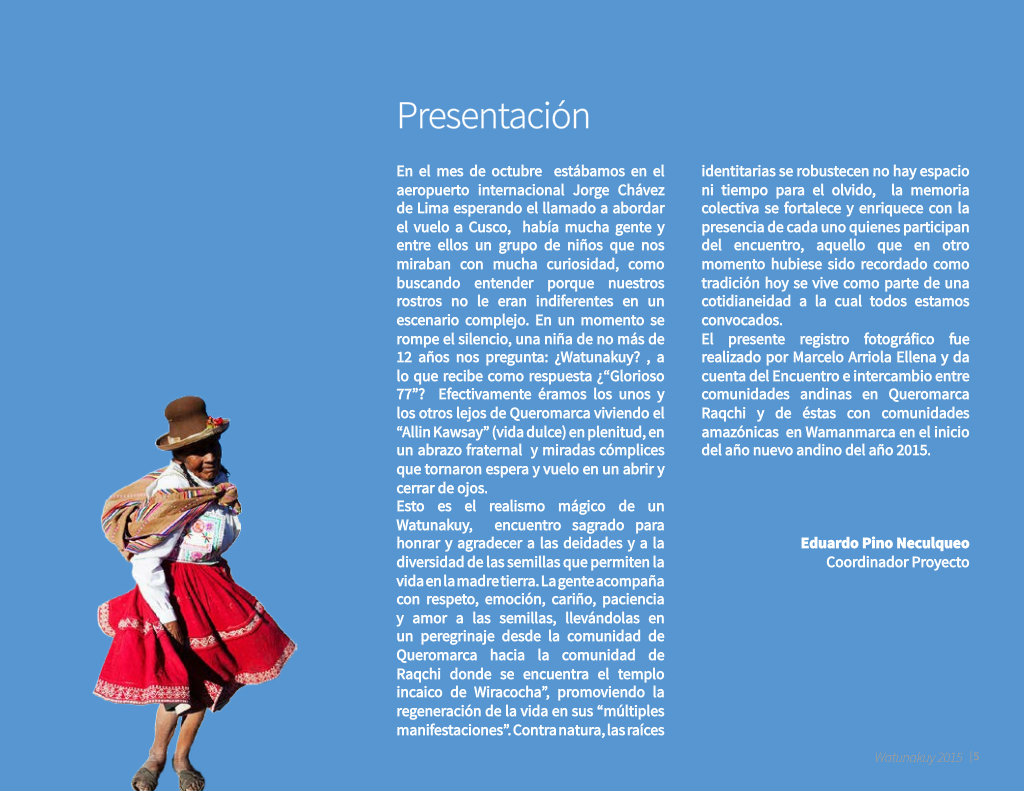 Presentación
En el mes de octubre estábamos en el
aeropuerto internacional Jorge Chávez
de Lima esperando el llamado a abordar
el vuelo a Cusco, había mucha gente y
entre ellos un grupo de niños que nos
miraban con mucha curiosidad, como
buscando entender porque nuestros
rostros no le eran indiferentes en un
escenario complejo. En un momento se
rompe el silencio, una niña de no más de
12 años nos pregunta: ¿Watunakuy? , a
lo que recibe como respuesta ¿“Glorioso
77”? Efectivamente éramos los unos y
los otros lejos de Queromarca viviendo el
“Allin Kawsay” (vida dulce) en plenitud, en
un abrazo fraternal y miradas cómplices
que tornaron espera y vuelo en un abrir y
cerrar de ojos.
Esto es el realismo mágico de un
Watunakuy, encuentro sagrado para
honrar y agradecer a las deidades y a la
diversidad de las semillas que permiten la
vida en la madre tierra. La gente acompaña
con respeto, emoción, cariño, paciencia
y amor a las semillas, llevándolas en
un peregrinaje desde la comunidad de
Queromarca hacia la comunidad de
Raqchi donde se encuentra el templo
incaico de Wiracocha”, promoviendo la
regeneración de la vida en sus “múltiples
manifestaciones”. Contra natura, las raíces
identitarias se robustecen no hay espacio
ni tiempo para el olvido, la memoria
colectiva se fortalece y enriquece con la
presencia de cada uno quienes participan
del encuentro, aquello que en otro
momento hubiese sido recordado como
tradición hoy se vive como parte de una
cotidianeidad a la cual todos estamos
convocados.
El presente registro fotográfico fue
realizado por Marcelo Arriola Ellena y da
cuenta del Encuentro e intercambio entre
comunidades andinas en Queromarca
Raqchi y de éstas con comunidades
amazónicas en Wamanmarca en el inicio
del año nuevo andino del año 2015.
Eduardo Pino Neculqueo
Coordinador Proyecto
Watunakuy 2015 |5